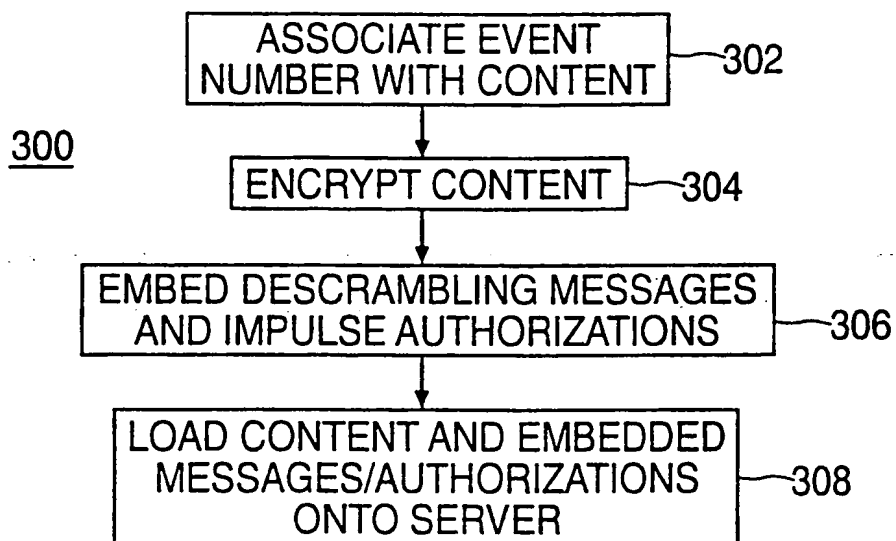 ASSOCIATE EVENT
NUMBER WITH CONTENT
302
300
ENCRYPT CONTENT
304
EMBED DESCRAMBLING MESSAGES
AND IMPULSE AUTHORIZATIONS
306
LOAD CONTENT AND EMBEDDED
MESSAGES/AUTHORIZATIONS
ONTO SERVER
308